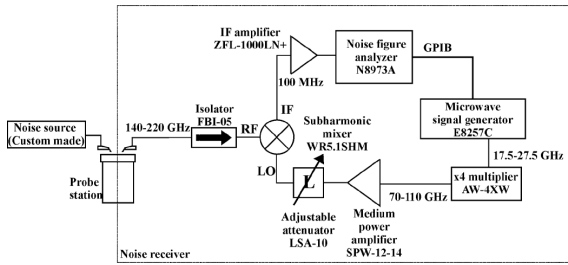 IF amplifier
ZFL-1000LN+
100 MHz
Noise figure
analyzer
N8973A
GPIB
Microwave
signal generator
E8257C
17.5-27.5 GHz
x4 multiplier
AW-4XW
70-110 GHz
Medium
power
amplifier
SPW-12-14
L
Adjustable
attenuator
LSA-10
Subharmonic
mixer
WR5.1SHM
IF
RF
LO
Isolator
FBI-05
140-220 GHz
Noise source
(Custom made)
Probe
station
Noise receiver